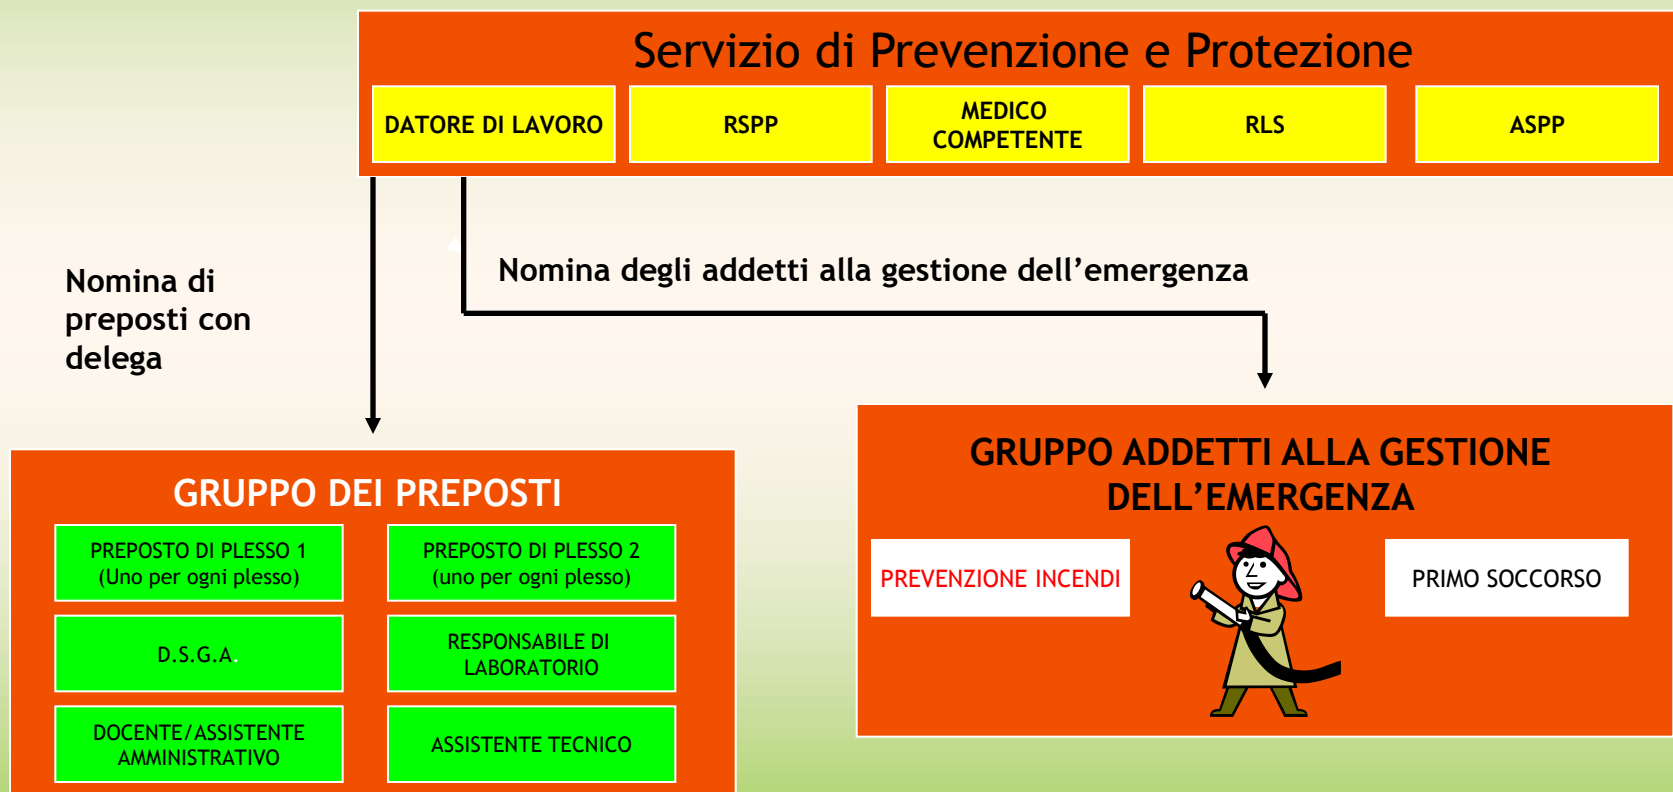 Servizio di Prevenzione e Protezione
DATORE DI LAVORO
RSPP
MEDICO
COMPETENTE
RLS
ASPP
Nomina di
preposti con
delega
Nomina degli addetti alla gestione dell’emergenza
GRUPPO DEI PREPOSTI
PREPOSTO DI PLESSO 1
(Uno per ogni plesso)
PREPOSTO DI PLESSO 2
(uno per ogni plesso)
D.S.G.A.
RESPONSABILE DI
LABORATORIO
DOCENTE/ASSISTENTE
AMMINISTRATIVO
ASSISTENTE TECNICO
GRUPPO ADDETTI ALLA GESTIONE
DELL’EMERGENZA
PREVENZIONE INCENDI
PRIMO SOCCORSO